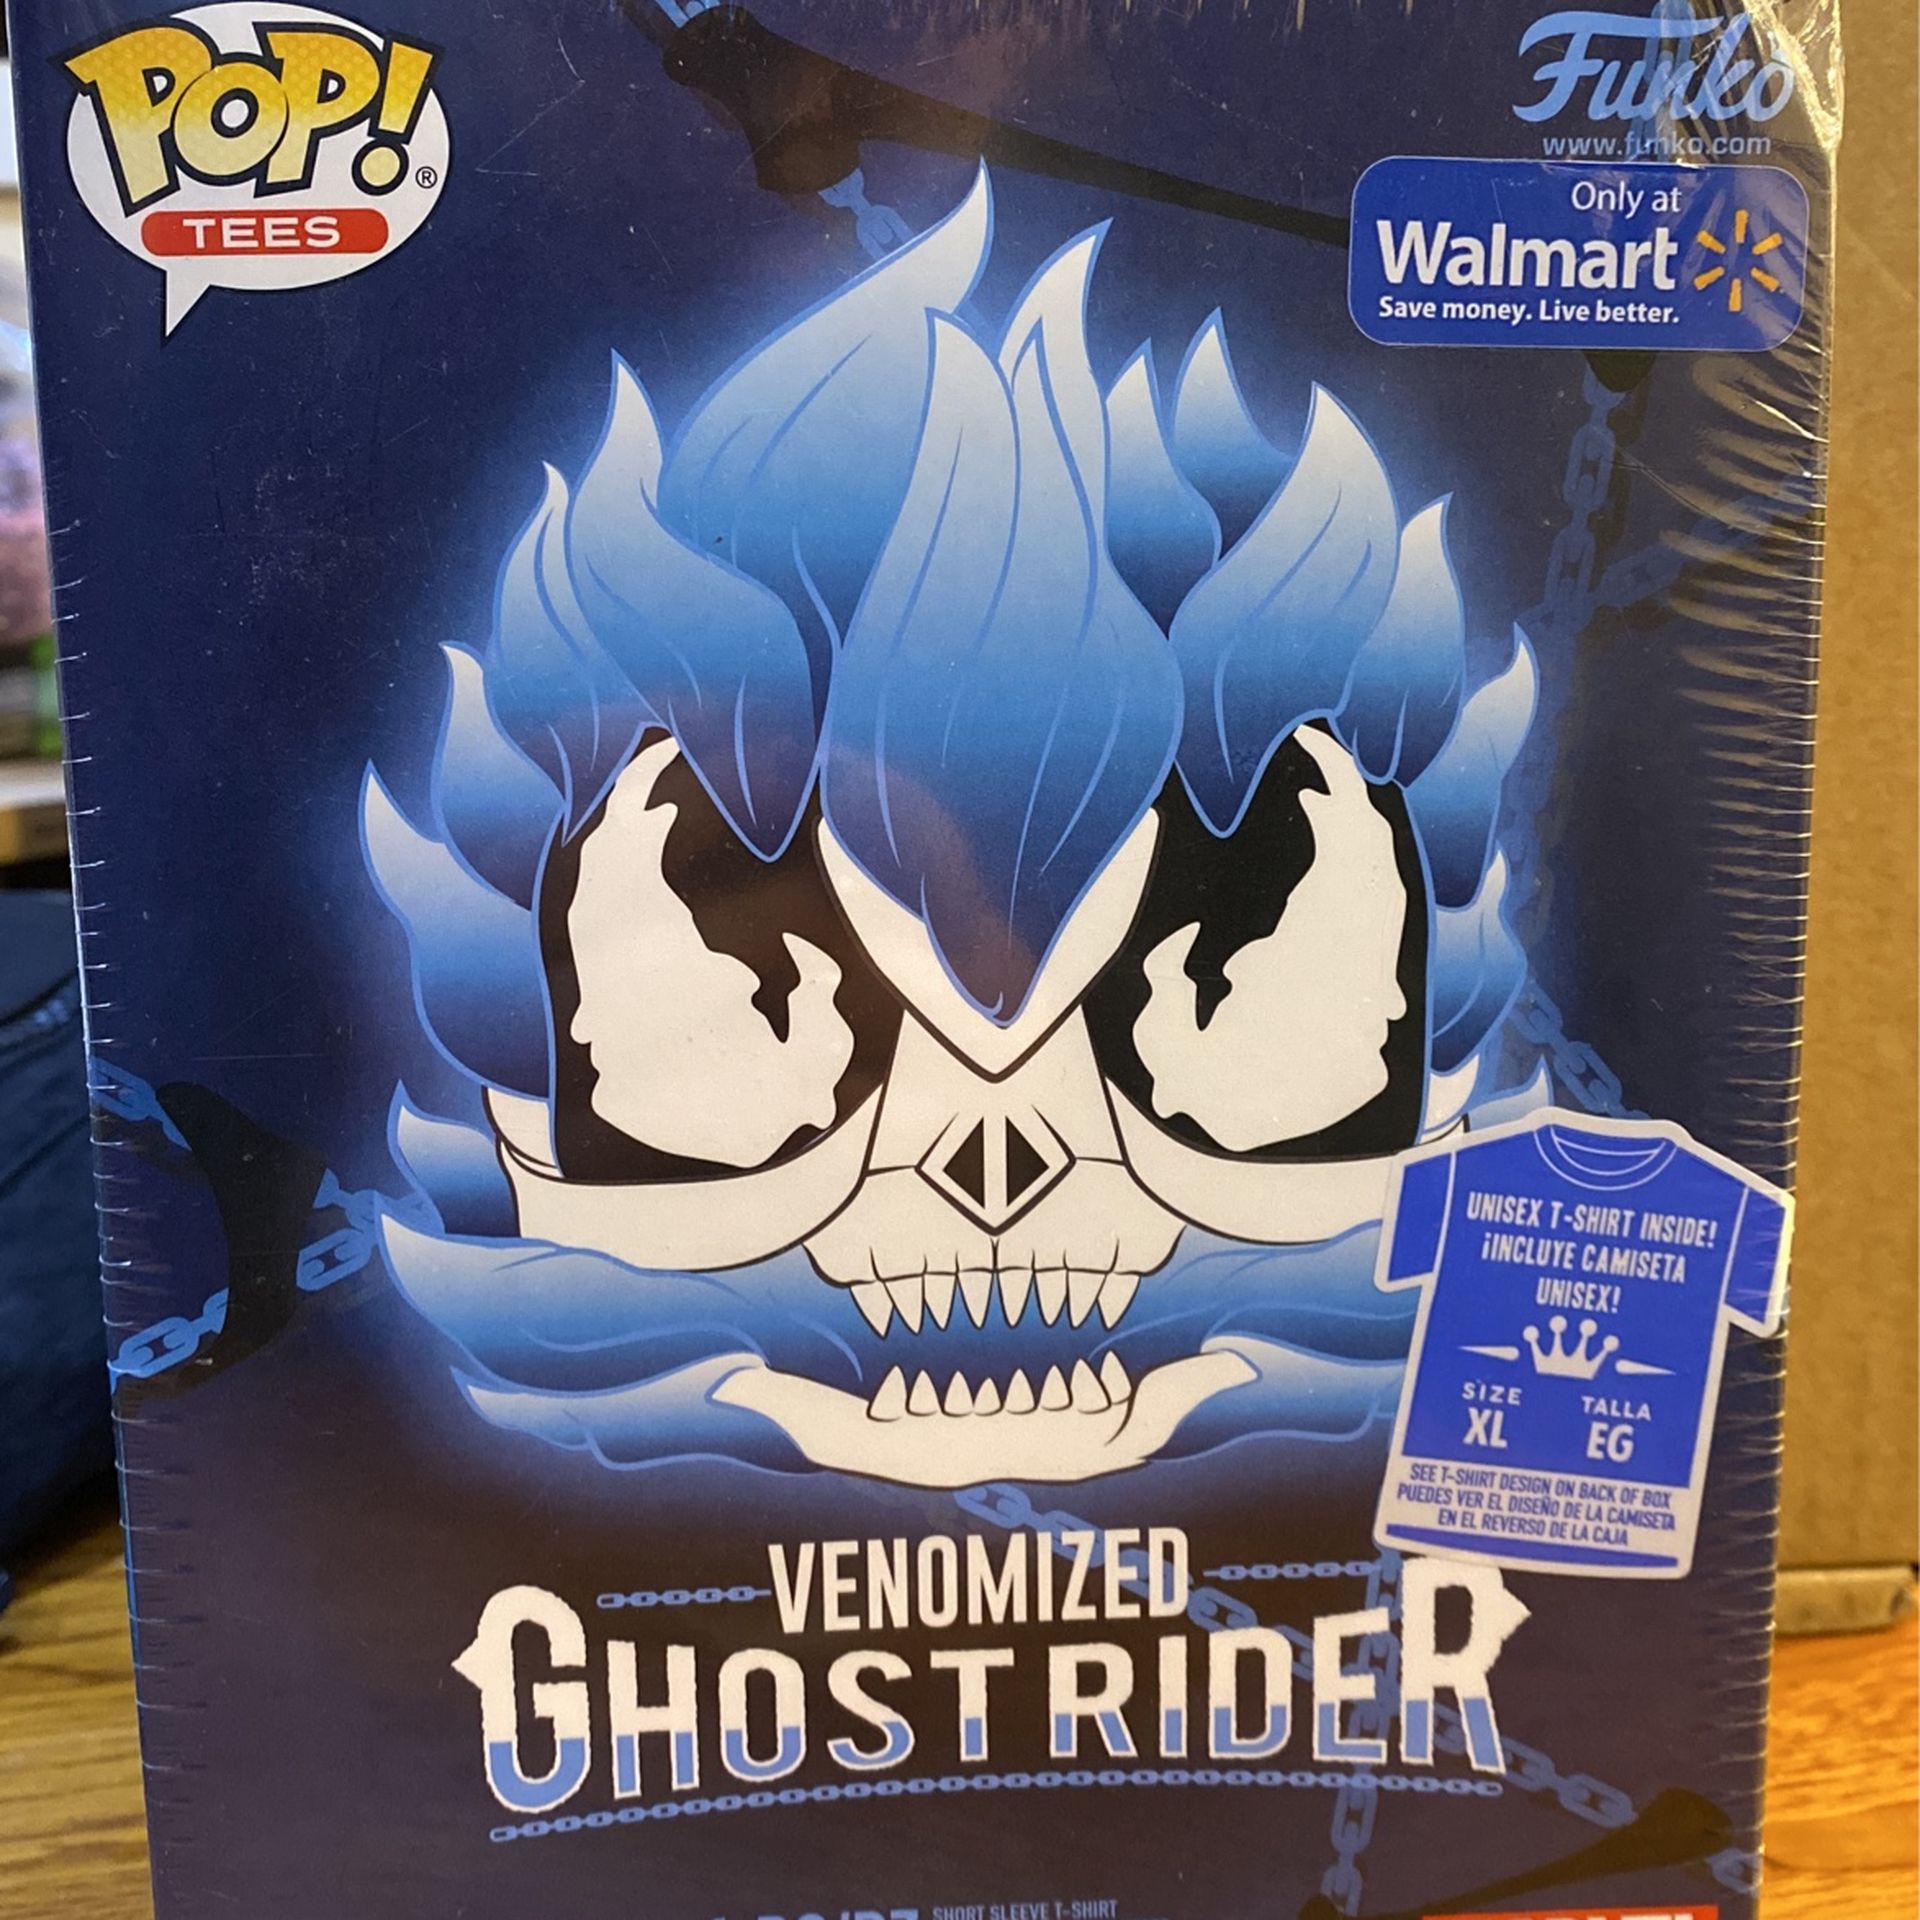 POP!®
TEES
Funko
www.funko.com
Only at
Walmart
Save money. Live better.
UNISEX T-SHIRT INSIDE!
¡INCLUYE CAMISETA
UNISEX!
SIZE TALLA
XL EG
SEE T-SHIRT DESIGN ON BACK OF BOX
PUEDES VER EL DISEÑO DE LA CAMISETA
EN EL REVERSO DE LA CAJA
VENOMIZED
GHOST RIDER
SHORT SLEEVE T-SHIRT